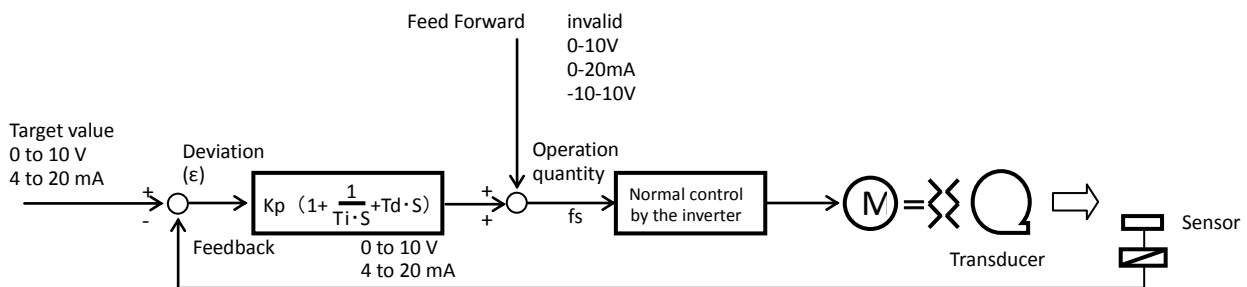 Feed Forward
invalid
0-10V
0-20mA
-10-10V
Target value
0 to 10 V
4 to 20 mA
+
-
Deviation
(ε)
Kp (1+ 1/Ti·S +Td·S)
0 to 10 V
4 to 20 mA
Feedback
+
+
Operation
quantity
fs
Normal control
by the inverter
M
=
Transducer
Sensor